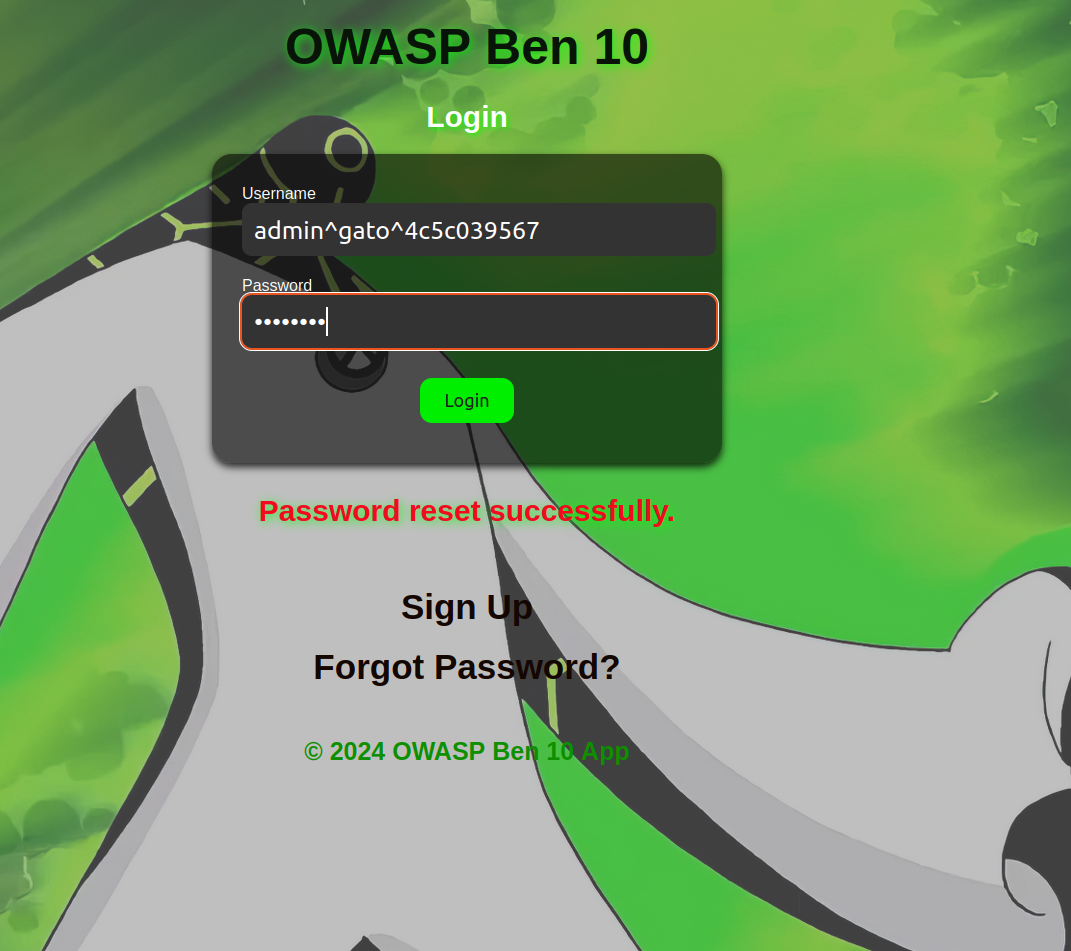 OWASP Ben 10
Login
Username
admin^gato^4c5c039567
Password
••••••••
Login
Password reset successfully.
Sign Up
Forgot Password?
© 2024 OWASP Ben 10 App